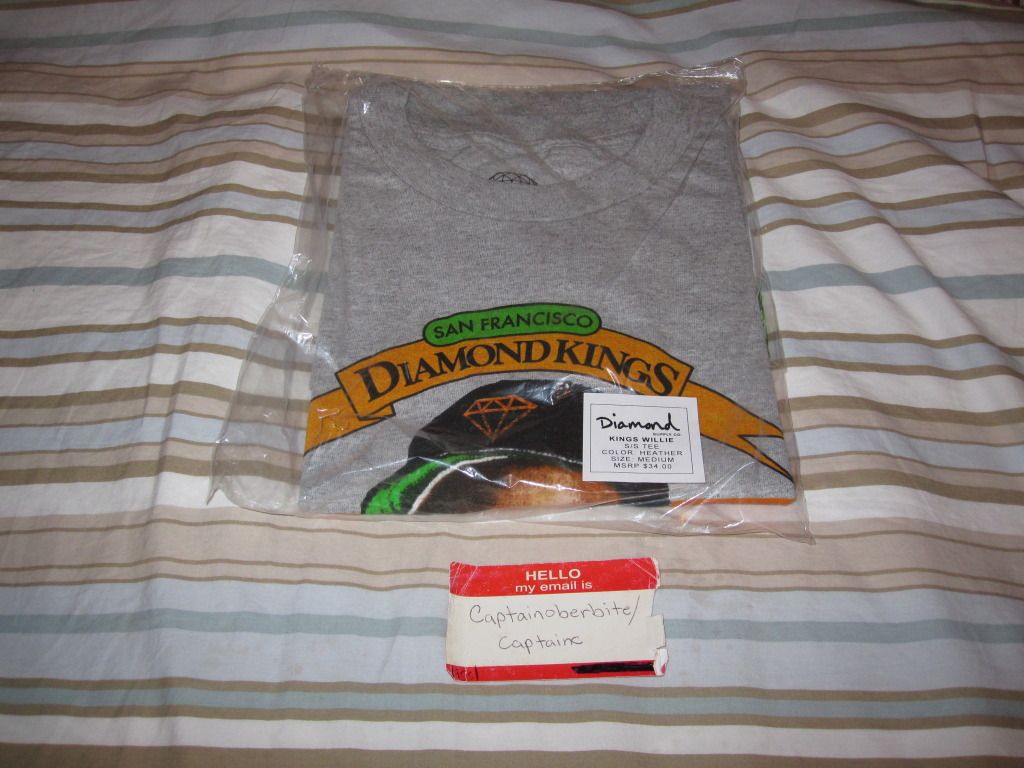 SAN FRANCISCO
DIAMOND KINGS
Diamond
SUPPLY CO.
KINGS WILLIE
S/S TEE
COLOR: HEATHER
SIZE: MEDIUM
MSRP $34.00
HELLO
my email is
Captainoberbite/
Captainc